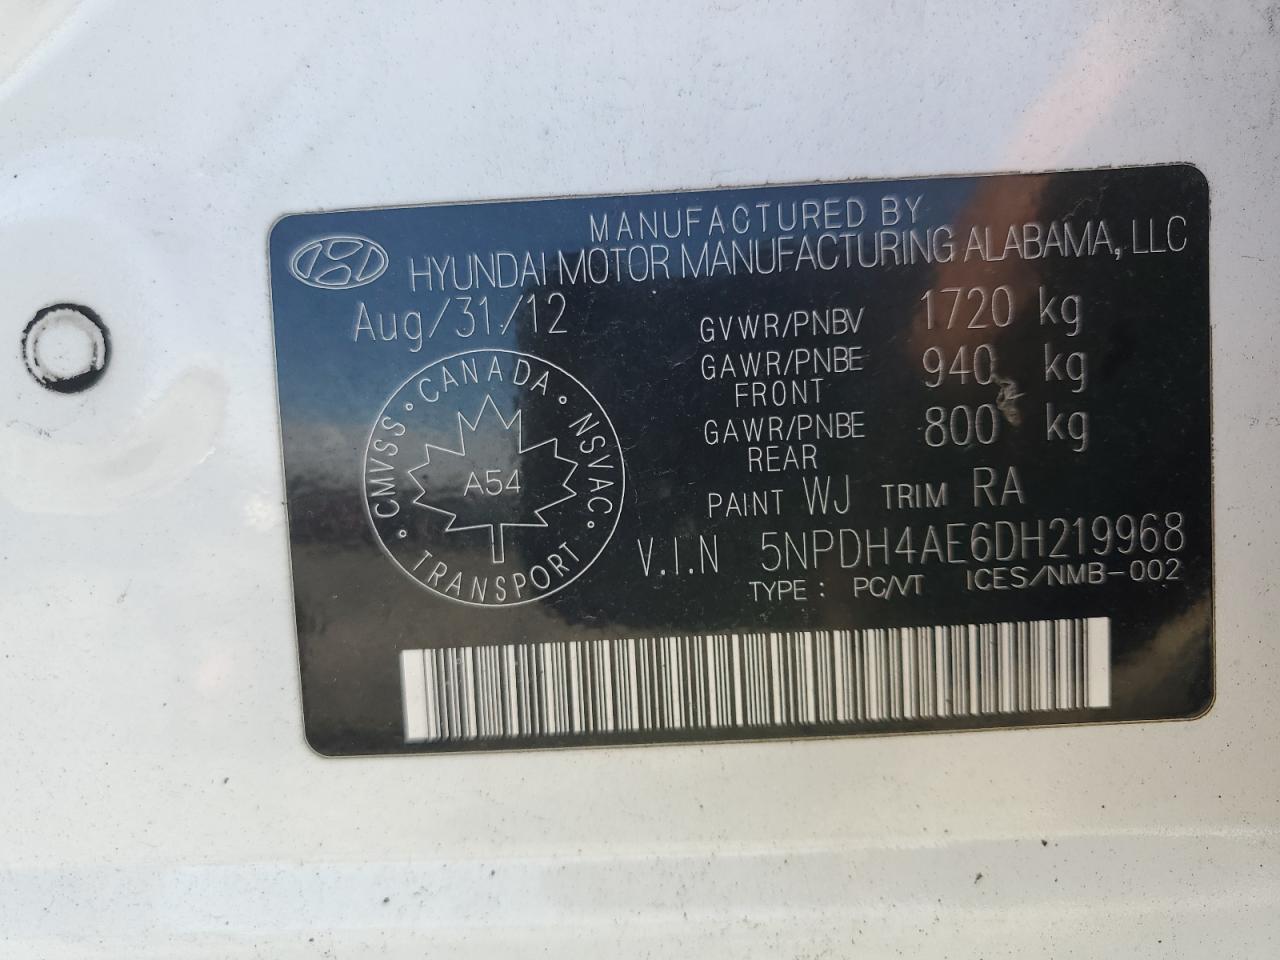 MANUFACTURED BY
HYUNDAI MOTOR MANUFACTURING ALABAMA, LLC
Aug/31/12
GVWR/PNBV 1720 kg
GAWR/PNBE 940 kg
FRONT
GAWR/PNBE 800 kg
REAR
PAINT WJ TRIM RA
V.I.N 5NPDH4AE6DH219968
TYPE : PC/VT ICES/NMB-002
CMVSS · CANADA · NSVAC · TRANSPORT ·
A54